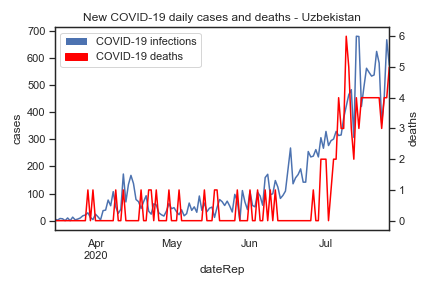 New COVID-19 daily cases and deaths - Uzbekistan
COVID-19 infections
COVID-19 deaths
700
600
500
400
300
200
100
0
cases
6
5
4
3
2
1
0
deaths
Apr
2020
May
Jun
Jul
dateRep